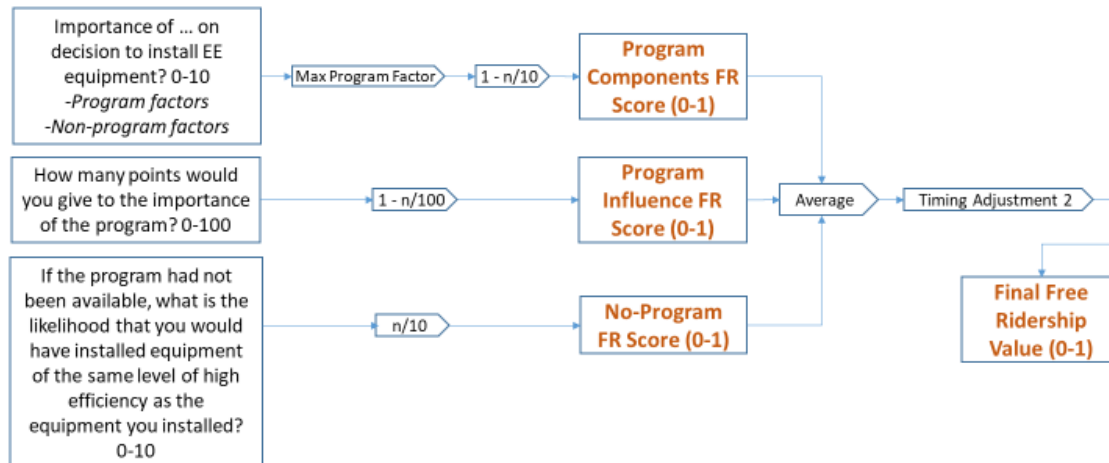 Importance of ... on
decision to install EE
equipment? 0-10
-Program factors
-Non-program factors
Max Program Factor
1 - n/10
Program
Components FR
Score (0-1)
How many points would
you give to the importance
of the program? 0-100
1 - n/100
Program
Influence FR
Score (0-1)
Average
Timing Adjustment 2
If the program had not
been available, what is the
likelihood that you would
have installed equipment
of the same level of high
efficiency as the
equipment you installed?
0-10
n/10
No-Program
FR Score (0-1)
Final Free
Ridership
Value (0-1)